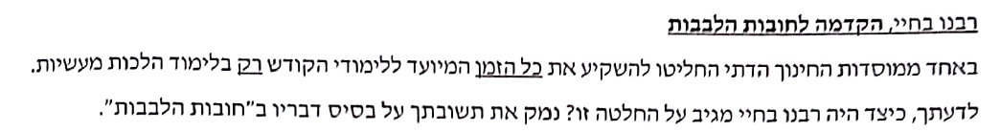 רבנו בחיי, הקדמה לחובות הלבבות
באחד ממוסדות החינוך הדתי החליטו להשקיע את כל הזמן המיועד ללימודי הקודש רק בלימוד הלכות מעשיות.
לדעתך, כיצד היה רבנו בחיי מגיב על החלטה זו? נמק את תשובתך על בסיס דבריו ב"חובות הלבבות".